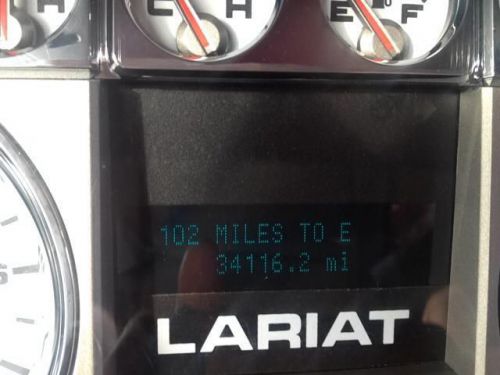 H
C H
E F
102 MILES TO E
34116.2 mi
LARIAT